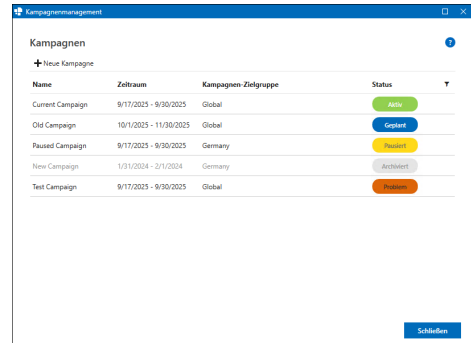 Kampagnenmanagement
Kampagnen
?
Neue Kampagne
Name Zeitraum Kampagnen-Zielgruppe Status
Current Campaign 9/17/2025 - 9/30/2025 Global Aktiv
Old Campaign 10/1/2025 - 11/30/2025 Global Geplant
Paused Campaign 9/17/2025 - 9/30/2025 Germany Pausiert
New Campaign 1/31/2024 - 2/1/2024 Germany Archiviert
Test Campaign 9/17/2025 - 9/30/2025 Global Problem
Schließen